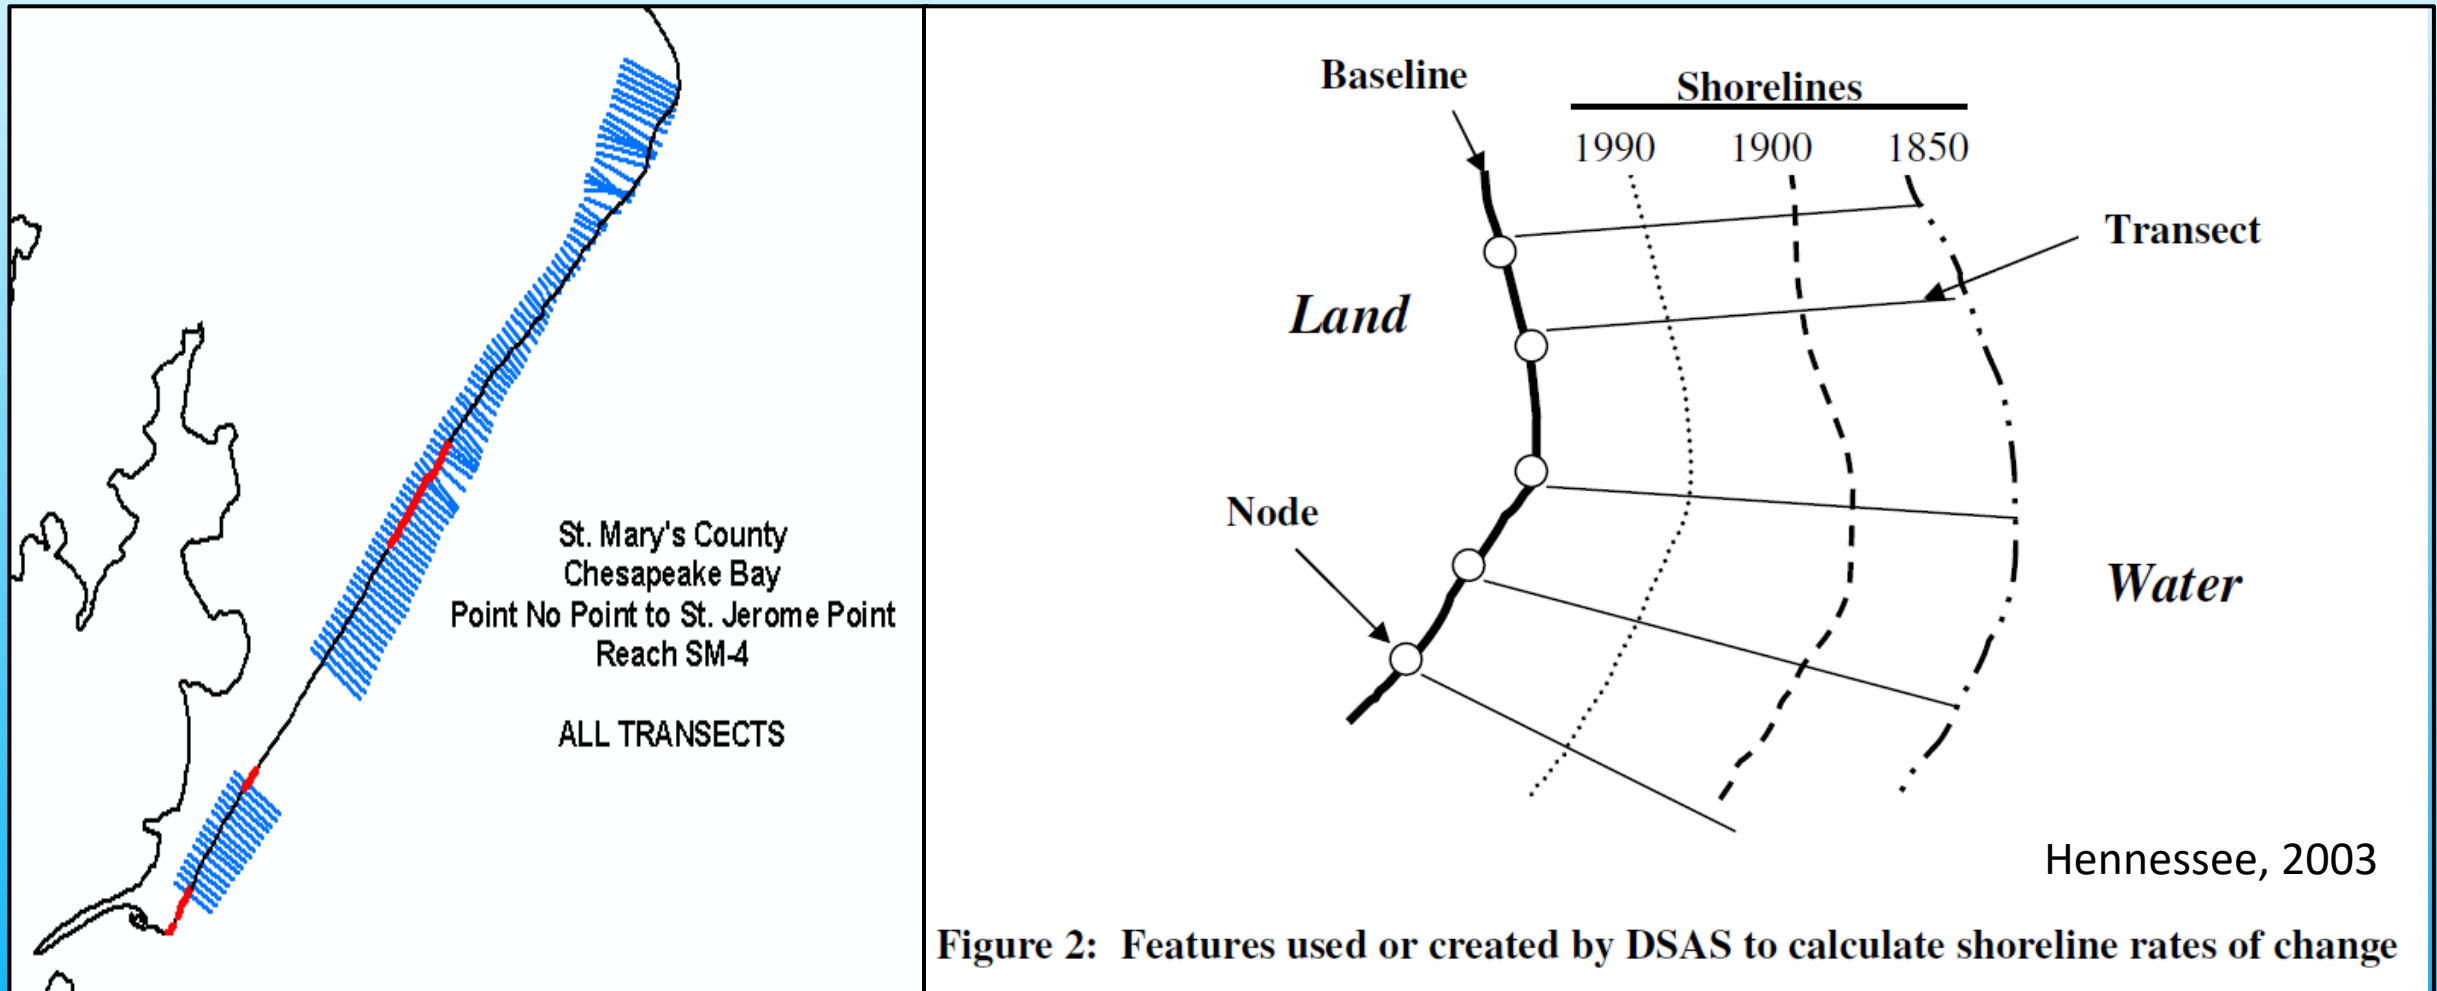 St. Mary's County
Chesapeake Bay
Point No Point to St. Jerome Point
Reach SM-4
ALL TRANSECTS
Baseline
Shorelines
1990 1900 1850
Transect
Land
Node
Water
Hennessee, 2003
Figure 2: Features used or created by DSAS to calculate shoreline rates of change